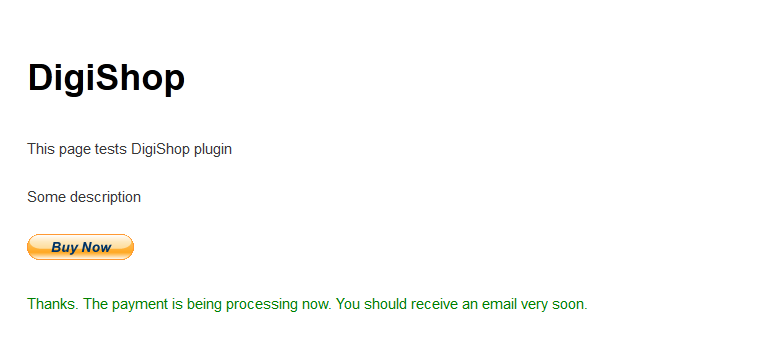 DigiShop
This page tests DigiShop plugin
Some description
Buy Now
Thanks. The payment is being processing now. You should receive an email very soon.